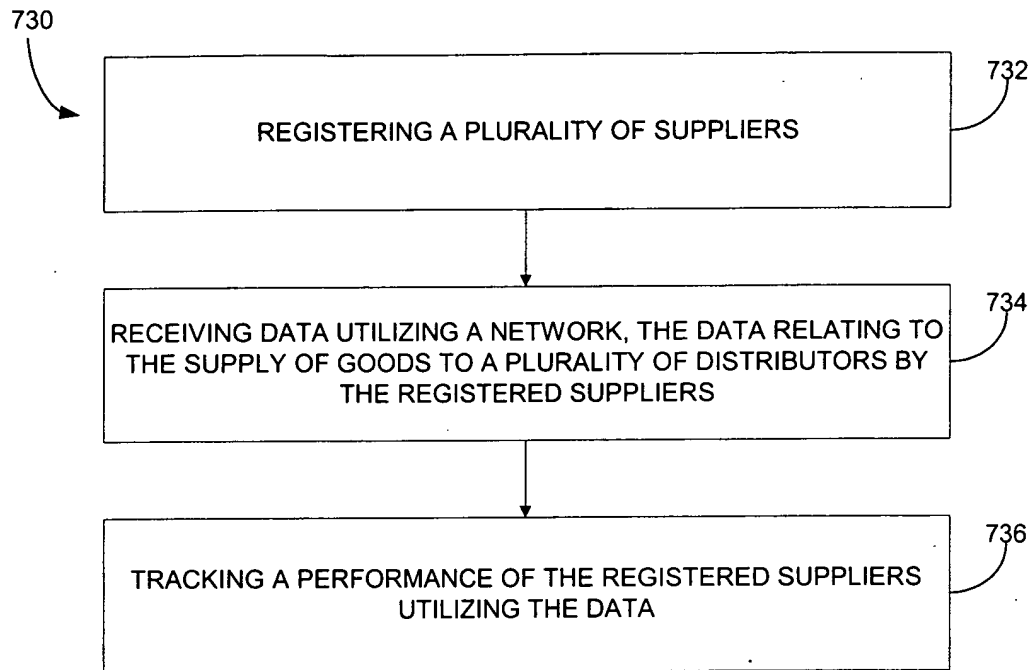 730
732
REGISTERING A PLURALITY OF SUPPLIERS
734
RECEIVING DATA UTILIZING A NETWORK, THE DATA RELATING TO
THE SUPPLY OF GOODS TO A PLURALITY OF DISTRIBUTORS BY
THE REGISTERED SUPPLIERS
736
TRACKING A PERFORMANCE OF THE REGISTERED SUPPLIERS
UTILIZING THE DATA